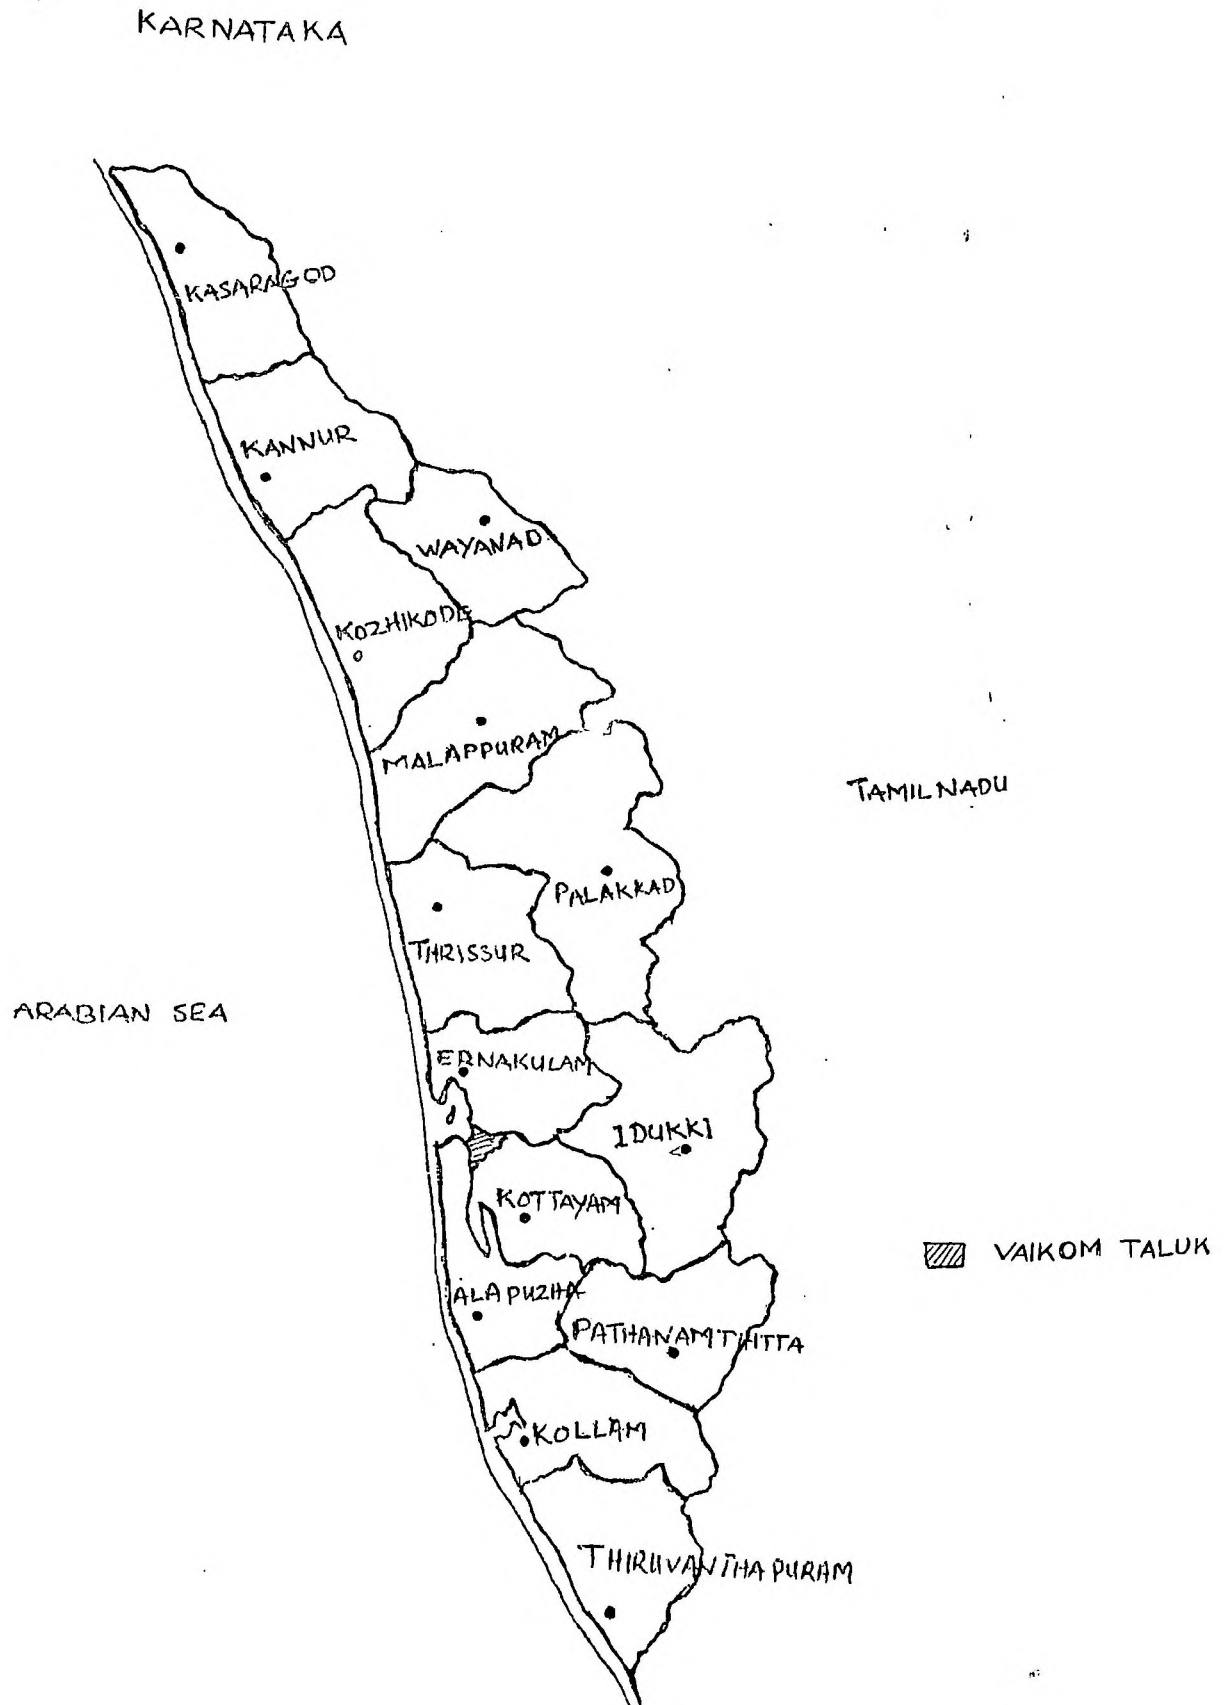 KARNATAKA
KASARAGOD
KANNUR
WAYANAD
KOZHIKODE
MALAPPURAM
TAMILNADU
PALAKKAD
THRISSUR
ARABIAN SEA
ERNAKULAM
IDUKKI
KOTTAYAM
VAIKOM TALUK
ALAPUZHA
PATHANAMTHITTA
KOLLAM
THIRUVANTHAPURAM